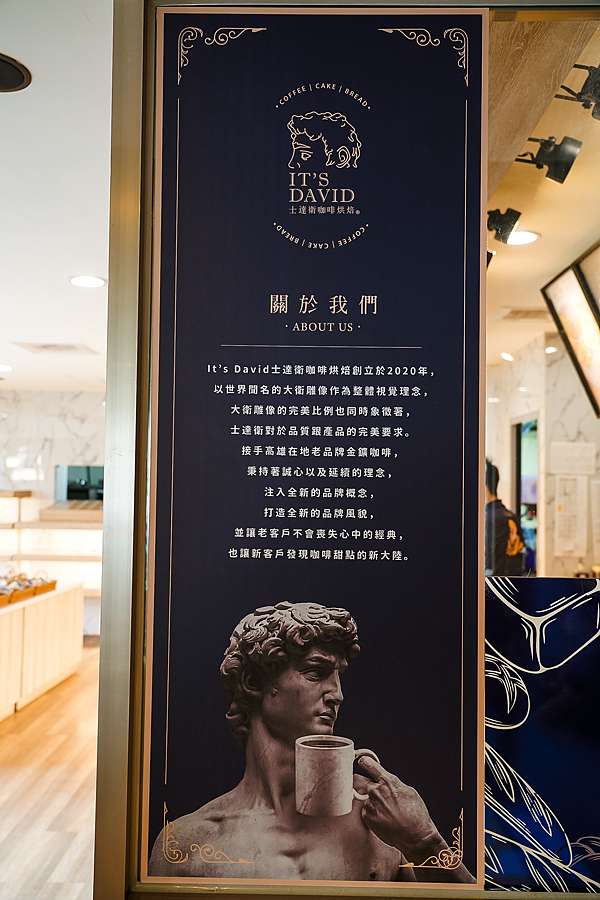 COFFEE | CAKE | BREAD
IT'S
DAVID
士達衛咖啡烘焙
COFFEE | CAKE | BREAD
關於我們
· ABOUT US ·
It's David士達衛咖啡烘焙創立於2020年，
以世界聞名的大衛雕像作為整體視覺理念，
大衛雕像的完美比例也同時象徵著，
士達衛對於品質跟產品的完美要求。
接手高雄在地老品牌金鑛咖啡，
秉持著誠心以及延續的理念，
注入全新的品牌概念，
打造全新的品牌風貌，
並讓老客戶不會喪失心中的經典，
也讓新客戶發現咖啡甜點的新大陸。